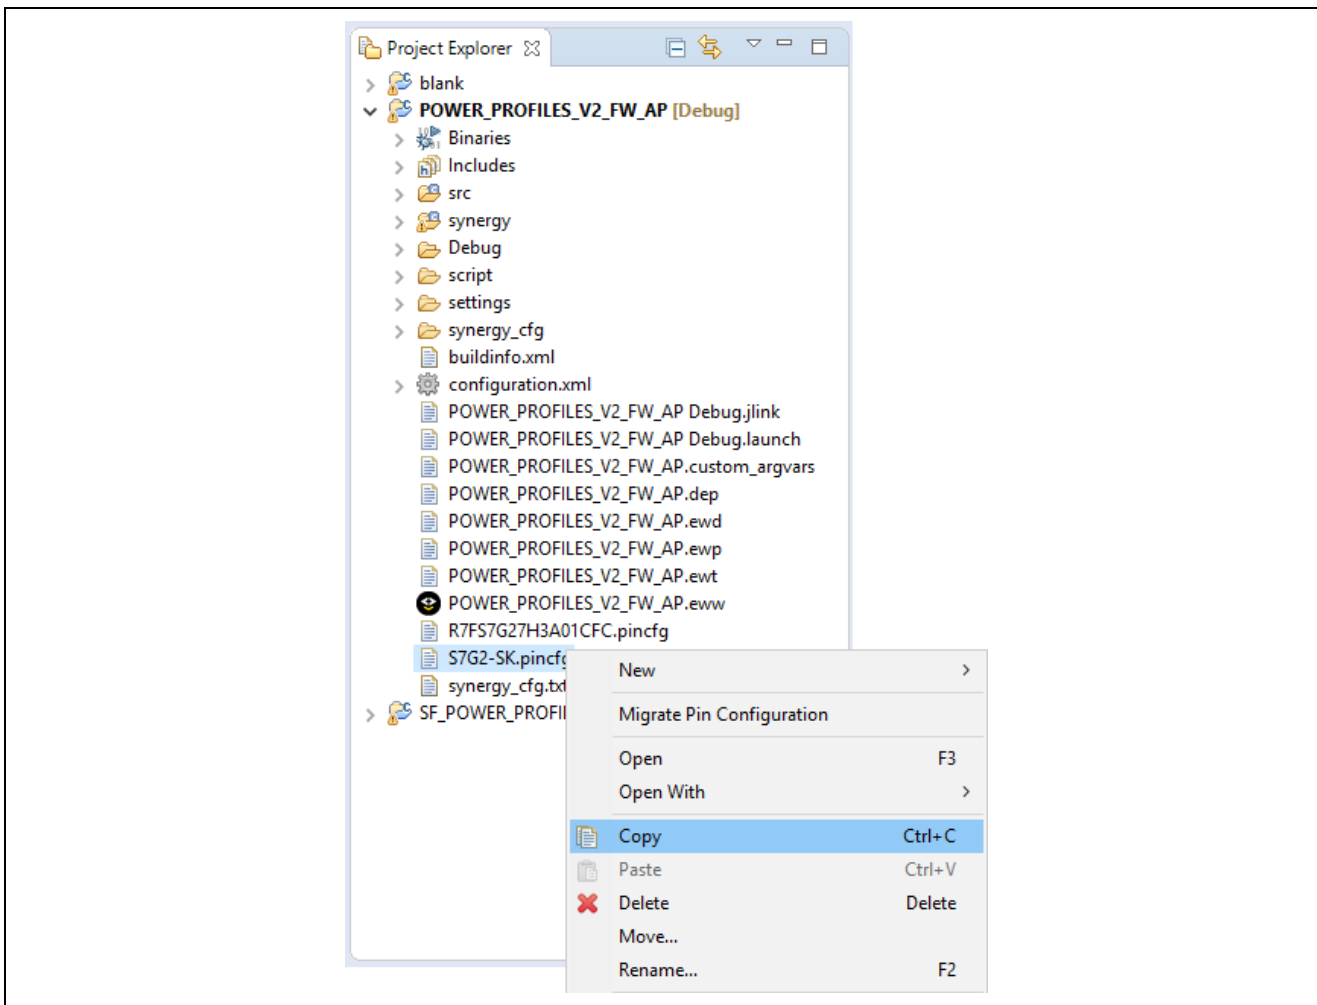 Project Explorer
blank
POWER_PROFILES_V2_FW_AP [Debug]
Binaries
Includes
src
synergy
Debug
script
settings
synergy_cfg
buildinfo.xml
configuration.xml
POWER_PROFILES_V2_FW_AP Debug.jlink
POWER_PROFILES_V2_FW_AP Debug.launch
POWER_PROFILES_V2_FW_AP.custom_argvars
POWER_PROFILES_V2_FW_AP.dep
POWER_PROFILES_V2_FW_AP.ewd
POWER_PROFILES_V2_FW_AP.ewp
POWER_PROFILES_V2_FW_AP.ewt
POWER_PROFILES_V2_FW_AP.eww
R7FS7G27H3A01CFC.pincfg
S7G2-SK.pincfg
synergy_cfg.txt
SF_POWER_PROFI
New
Migrate Pin Configuration
Open F3
Open With
Copy Ctrl+C
Paste Ctrl+V
Delete Delete
Move...
Rename... F2